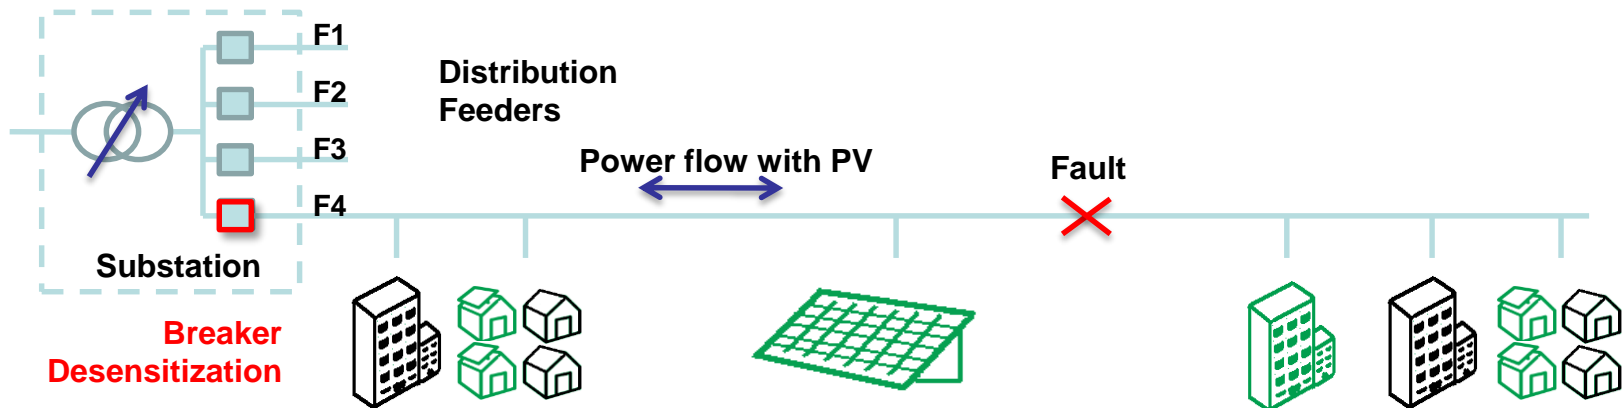 F1
F2
F3
F4
Distribution
Feeders
Power flow with PV
Fault
Substation
Breaker
Desensitization